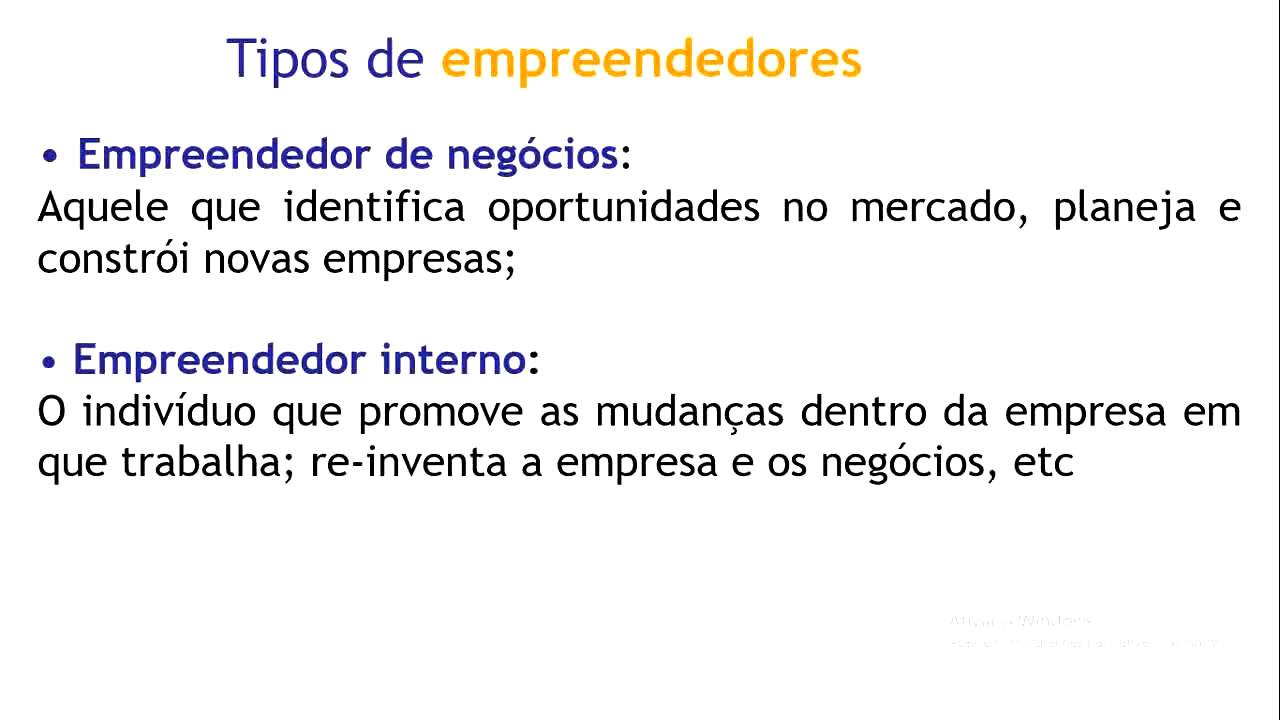 Tipos de empreendedores
• Empreendedor de negócios:
Aquele que identifica oportunidades no mercado, planeja e
constrói novas empresas;
• Empreendedor interno:
O indivíduo que promove as mudanças dentro da empresa em
que trabalha; re-inventa a empresa e os negócios, etc